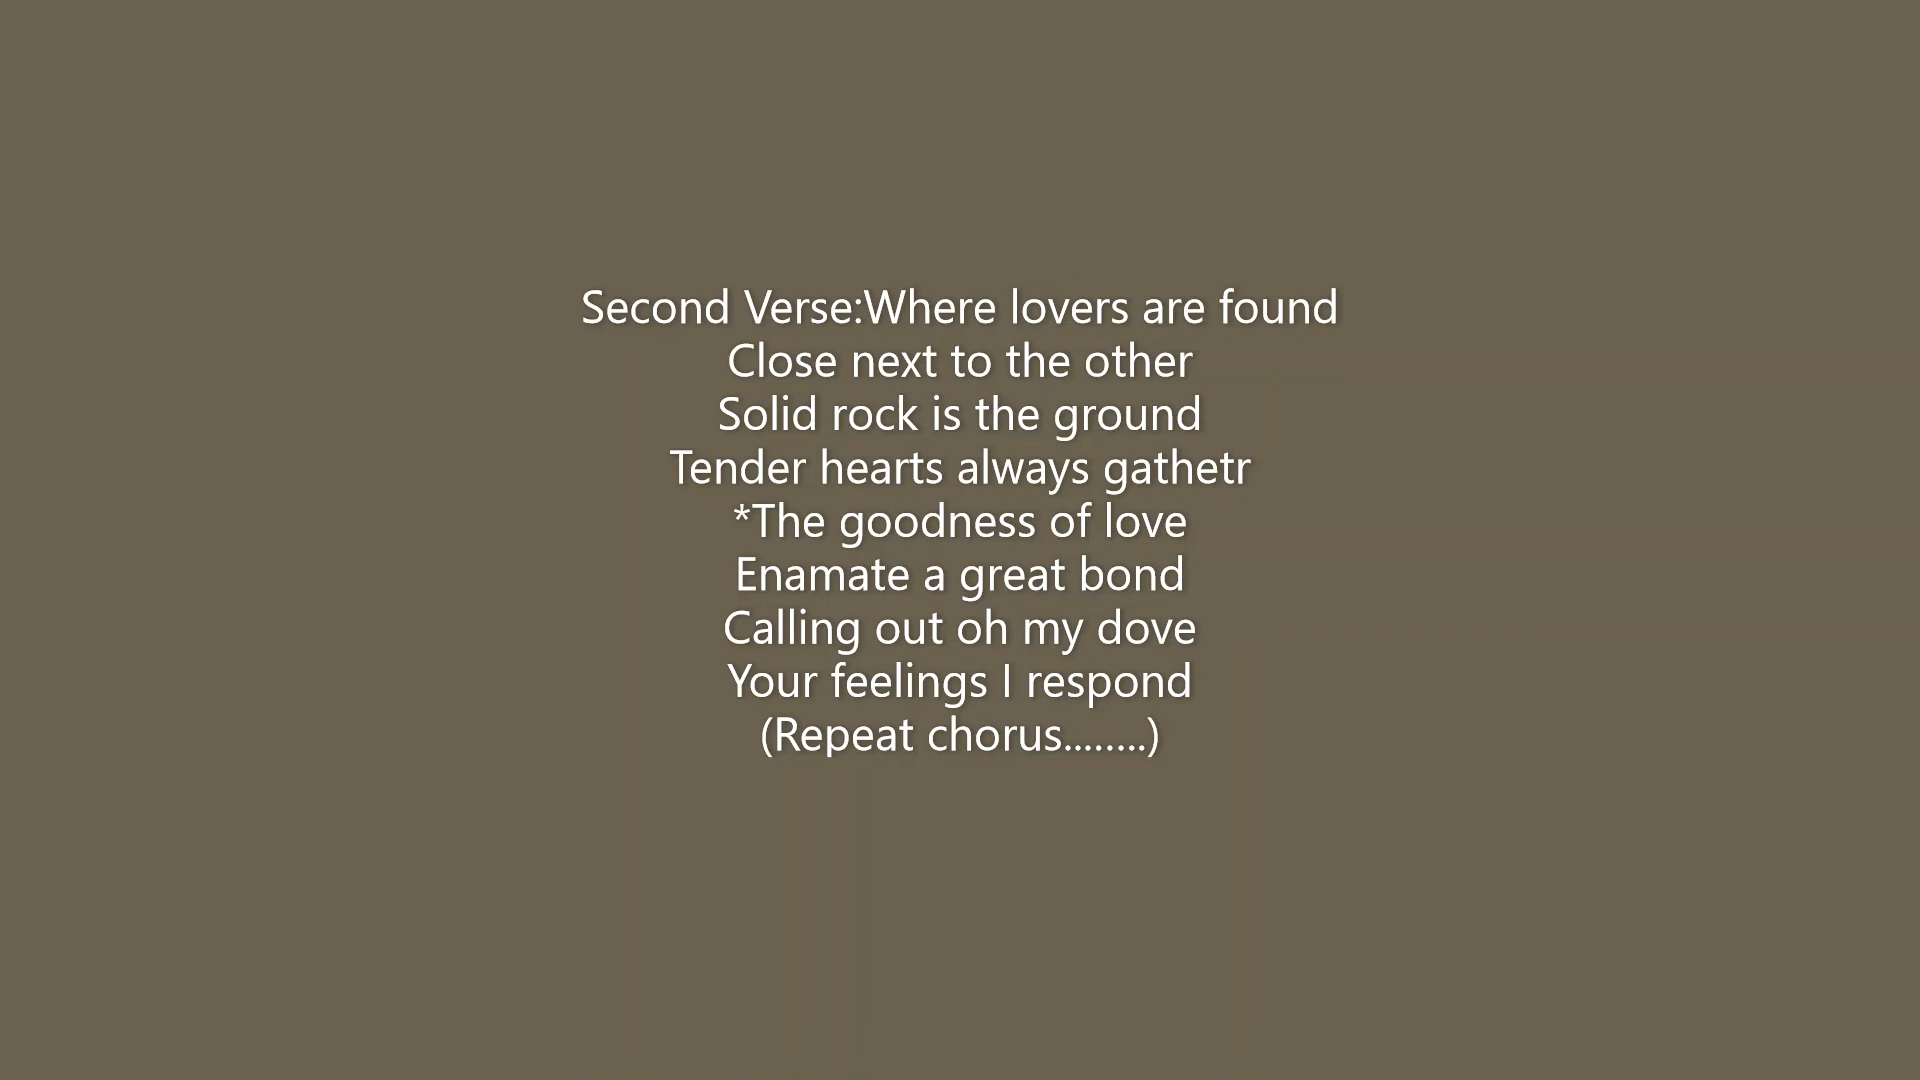 Second Verse:Where lovers are found
Close next to the other
Solid rock is the ground
Tender hearts always gathetr
*The goodness of love
Enamate a great bond
Calling out oh my dove
Your feelings I respond
(Repeat chorus........)